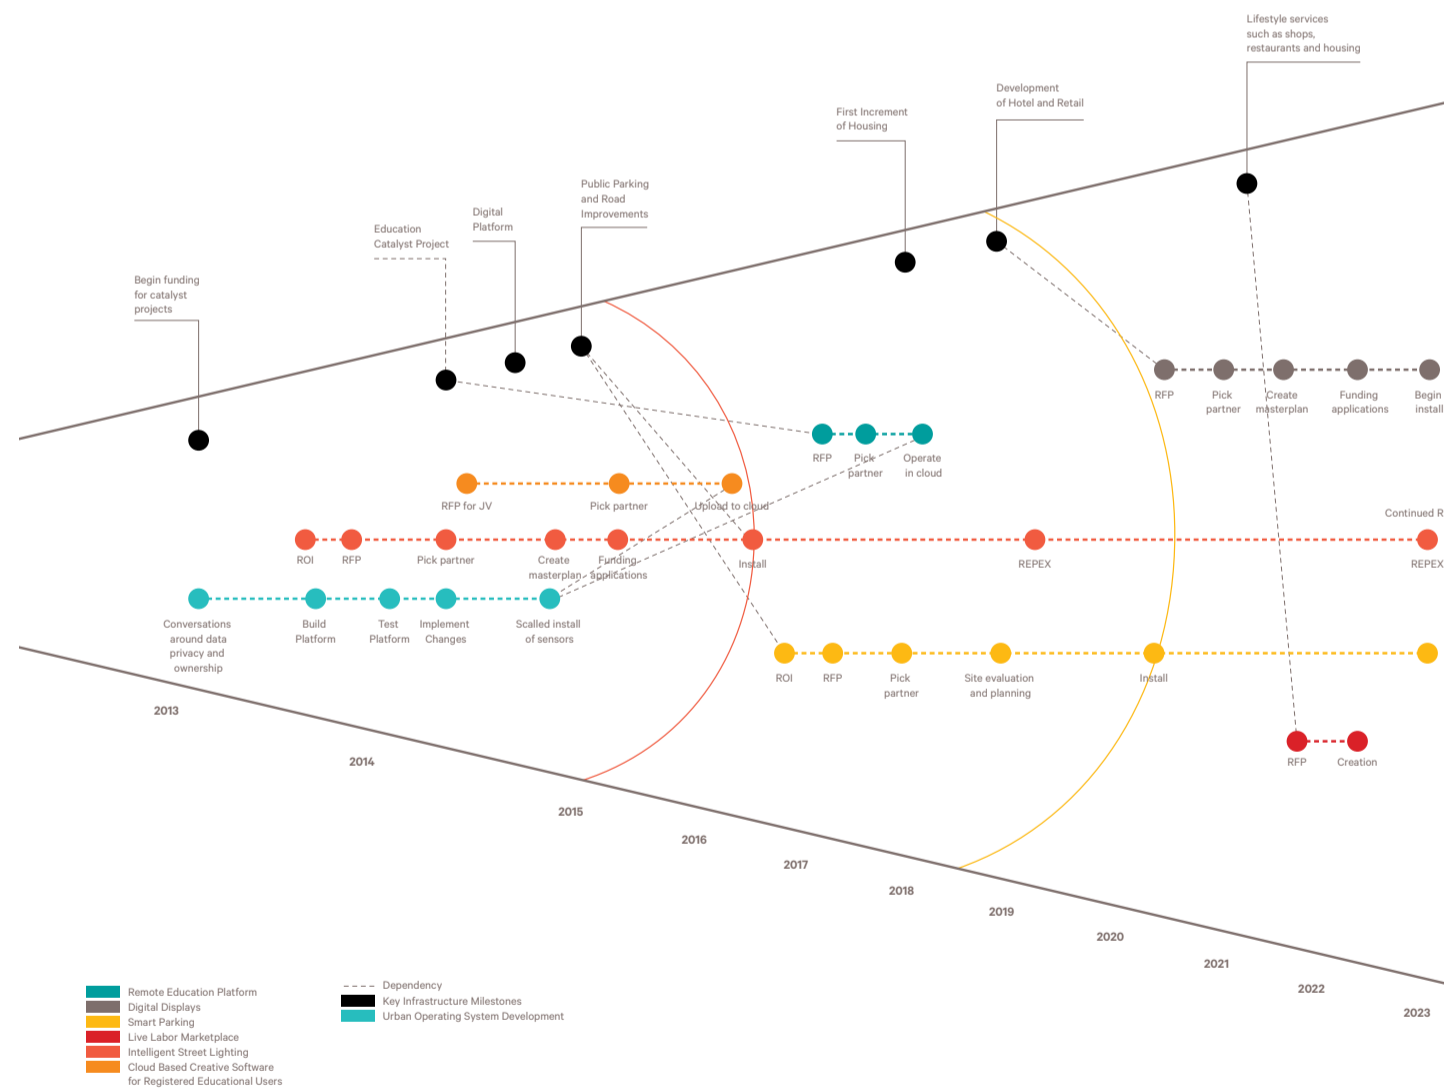 Lifestyle services
such as shops,
restaurants and housing
Development
of Hotel and Retail
First Increment
of Housing
Public Parking
and Road
Improvements
Digital
Platform
Education
Catalyst Project
Begin funding
for catalyst
projects
RFP
Pick
partner
Create
masterplan
Funding
applications
Begin
install
RFP
Pick
partner
Operate
in cloud
RFP for JV
Pick partner
Upload to cloud
Continued R
ROI
RFP
Pick partner
Create
masterplan
Funding
applications
Install
REPEX
REPEX
Conversations
around data
privacy and
ownership
Build
Platform
Test
Platform
Implement
Changes
Scalled install
of sensors
ROI
RFP
Pick
partner
Site evaluation
and planning
Install
RFP
Creation
2013
2014
2015
2016
2017
2018
2019
2020
2021
2022
2023
Remote Education Platform
Digital Displays
Smart Parking
Live Labor Marketplace
Intelligent Street Lighting
Cloud Based Creative Software
for Registered Educational Users
Dependency
Key Infrastructure Milestones
Urban Operating System Development